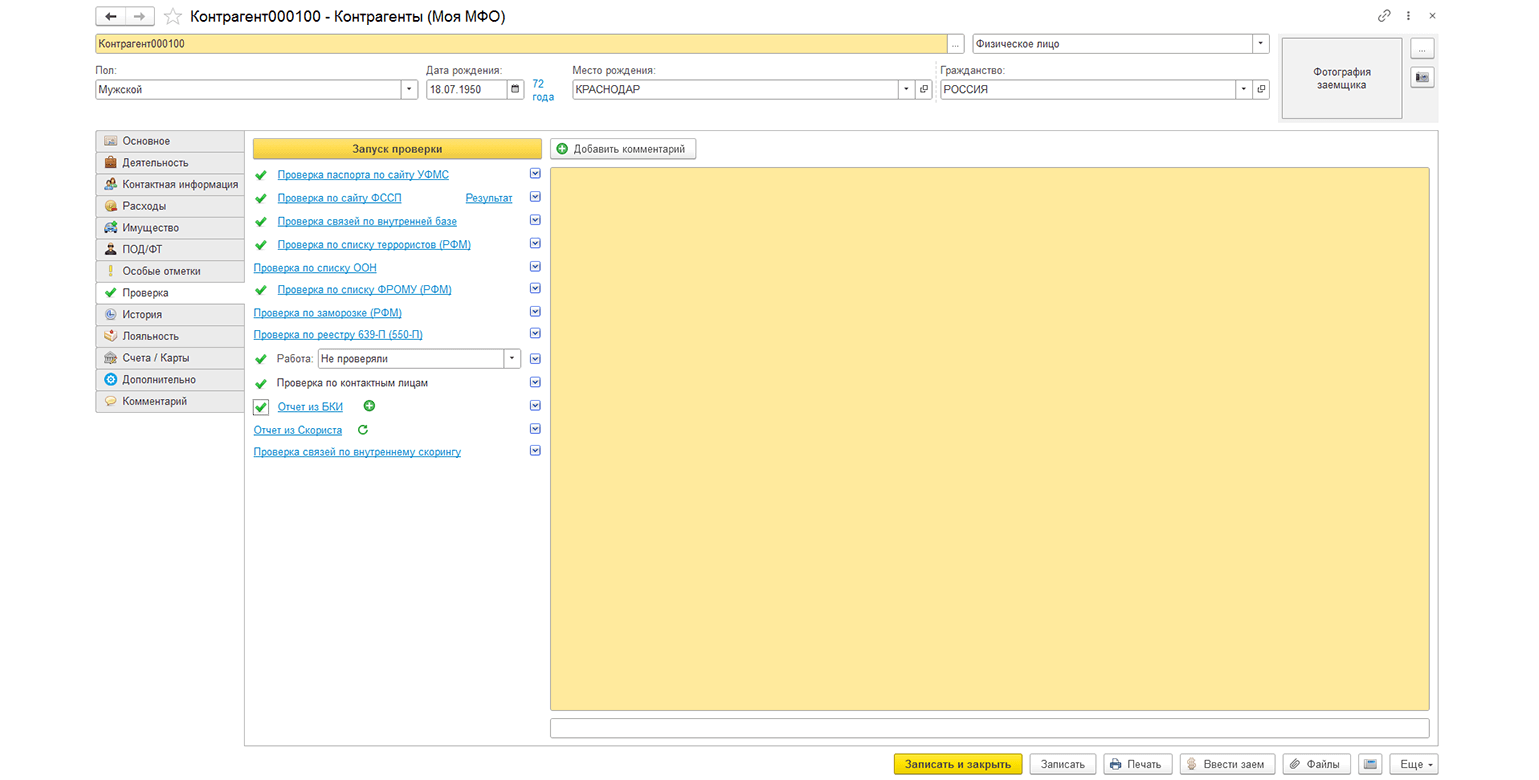 Контрагент000100 - Контрагенты (Моя МФО)
Контрагент000100
...
Физическое лицо
...
Пол:
Дата рождения:
Место рождения:
Гражданство:
Мужской
18.07.1950
72 года
КРАСНОДАР
РОССИЯ
Фотография
заемщика
Основное
Деятельность
Контактная информация
Расходы
Имущество
ПОД/ФТ
Особые отметки
Проверка
История
Лояльность
Счета / Карты
Дополнительно
Комментарий
Запуск проверки
Добавить комментарий
Проверка паспорта по сайту УФМС
Проверка по сайту ФССП Результат
Проверка связей по внутренней базе
Проверка по списку террористов (РФМ)
Проверка по списку ООН
Проверка по списку ФРОМУ (РФМ)
Проверка по заморозке (РФМ)
Проверка по реестру 639-П (550-П)
Работа: Не проверяли
Проверка по контактным лицам
Отчет из БКИ
Отчет из Скориста
Проверка связей по внутреннему скорингу
Записать и закрыть
Записать
Печать
Ввести заем
Файлы
Еще